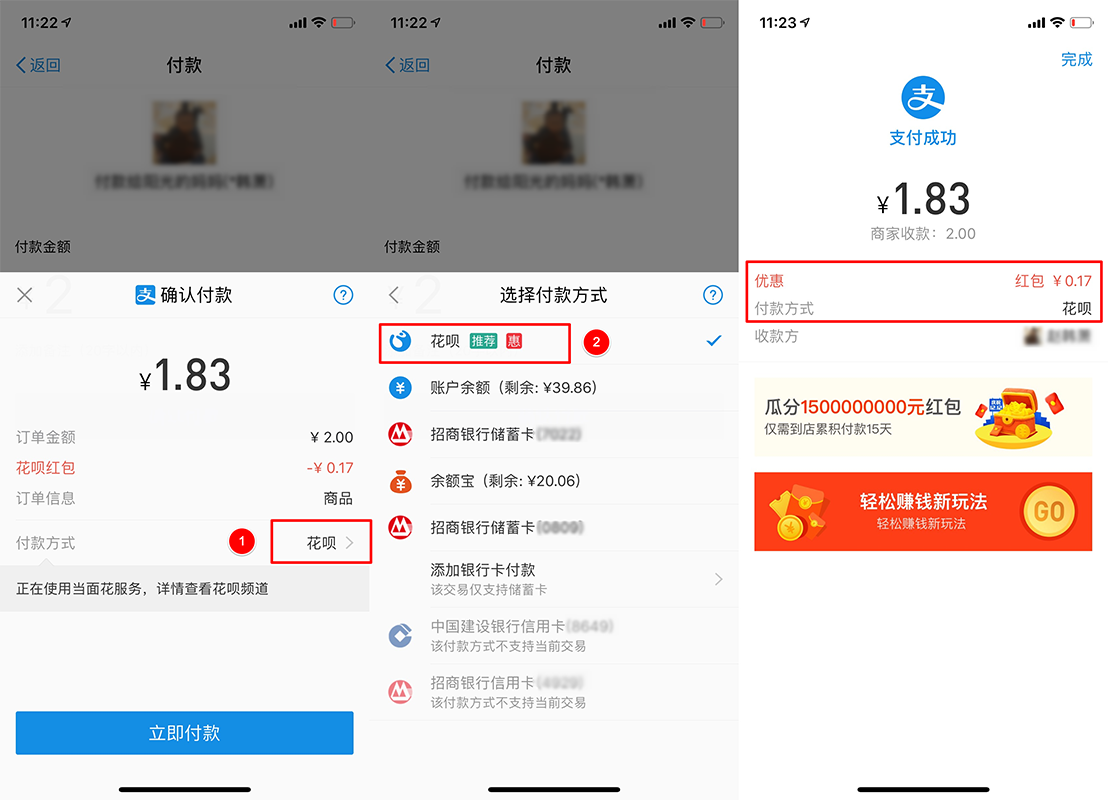 11:22
返回
付款
付款金额
确认付款
¥1.83
订单金额
¥ 2.00
花呗红包
-¥ 0.17
订单信息
商品
付款方式
1
花呗
正在使用当面花服务，详情查看花呗频道
立即付款
11:22
返回
付款
付款金额
选择付款方式
花呗 推荐 惠
2
账户余额（剩余: ¥39.86）
招商银行储蓄卡
余额宝（剩余: ¥20.06）
招商银行储蓄卡(0809)
添加银行卡付款
该交易仅支持储蓄卡
中国建设银行信用卡(8649)
该付款方式不支持当前交易
招商银行信用卡
该付款方式不支持当前交易
11:23
完成
支付成功
¥1.83
商家收款：2.00
优惠
红包 ¥0.17
付款方式
花呗
收款方
瓜分1500000000元红包
仅需到店累积付款15天
轻松赚钱新玩法
轻松赚钱新玩法
GO